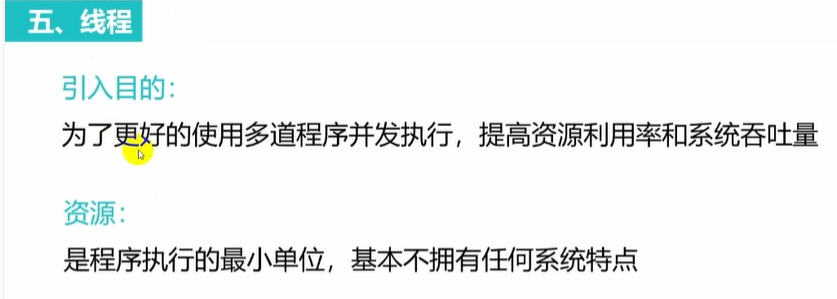 五、线程
引入目的：
为了更好的使用多道程序并发执行，提高资源利用率和系统吞吐量
资源：
是程序执行的最小单位，基本不拥有任何系统特点